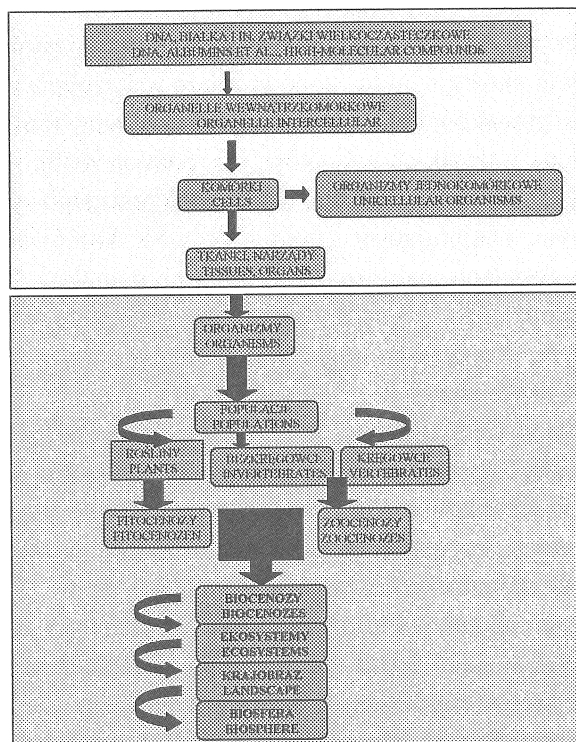 DNA, BIAŁKA I IN. ZWIĄZKI WIELKOCZĄSTECZKOWE
DNA, ALBUMINS ET AL., HIGH-MOLECULAR COMPOUNDS
ORGANELLE WEWNĄTRZKOMÓRKOWE
ORGANELLE INTERCELLULAR
KOMÓRKI
CELLS
ORGANIZMY JEDNOKOMÓRKOWE
UNICELLULAR ORGANISMS
TKANKI, NARZĄDY
TISSUES, ORGANS
ORGANIZMY
ORGANISMS
POPULACJE
POPULATIONS
ROŚLINY
PLANTS
BEZKRĘGOWCE
INVERTEBRATES
KRĘGOWCE
VERTEBRATES
FITOCENOZY
FITOCENOZEN
ZOOCENOZY
ZOOCENOZES
BIOCENOZY
BIOCENOZES
EKOSYSTEMY
ECOSYSTEMS
KRAJOBRAZ
LANDSCAPE
BIOSFERA
BIOSPHERE